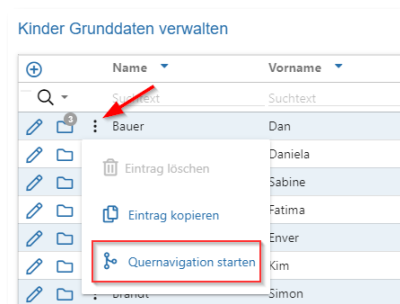 Kinder Grunddaten verwalten
Name Vorname
Suchtext Suchtext
3
Bauer Dan
Daniela
Eintrag löschen
Sabine
Eintrag kopieren
Fatima
Enver
Quernavigation starten
Kim
Brandt Simon